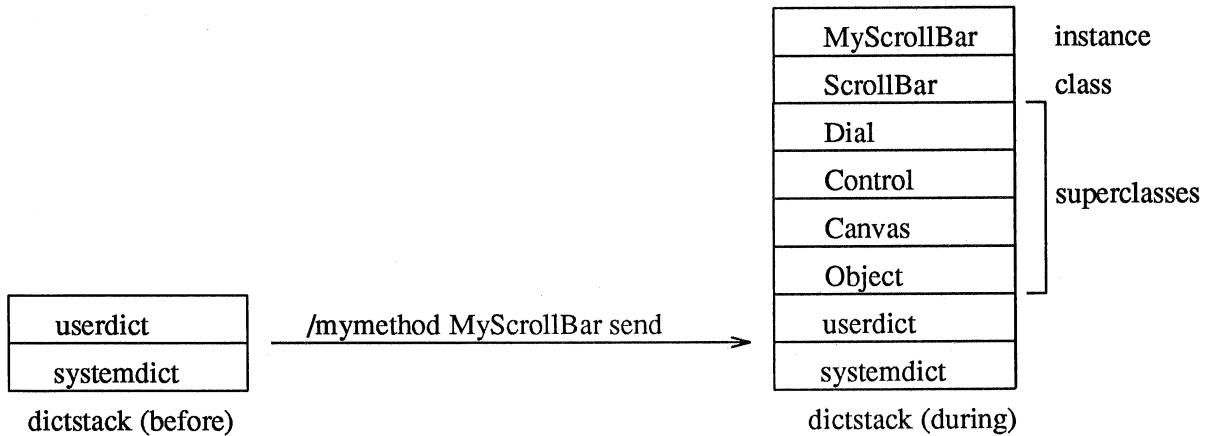 MyScrollBar instance
ScrollBar class
Dial
Control
superclasses
Canvas
Object
userdict
/mymethod MyScrollBar send
userdict
systemdict
systemdict
dictstack (before)
dictstack (during)